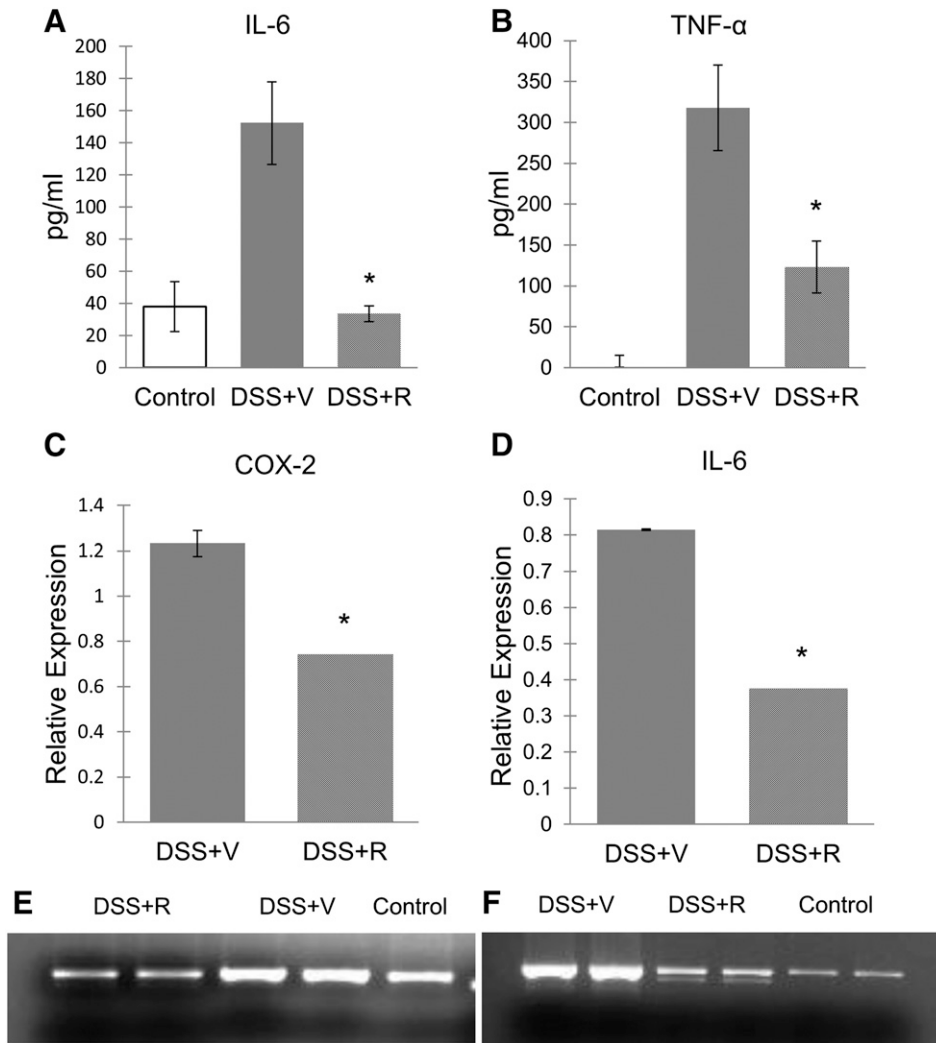 A
IL-6
pg/ml
200
180
160
140
120
100
80
60
40
20
0
*
Control DSS+V DSS+R
B
TNF-α
pg/ml
400
350
300
250
200
150
100
50
0
*
Control DSS+V DSS+R
C
COX-2
Relative Expression
1.4
1.2
1
0.8
0.6
0.4
0.2
0
*
DSS+V DSS+R
D
IL-6
Relative Expression
0.9
0.8
0.7
0.6
0.5
0.4
0.3
0.2
0.1
0
*
DSS+V DSS+R
E
DSS+R DSS+V Control
F
DSS+V DSS+R Control